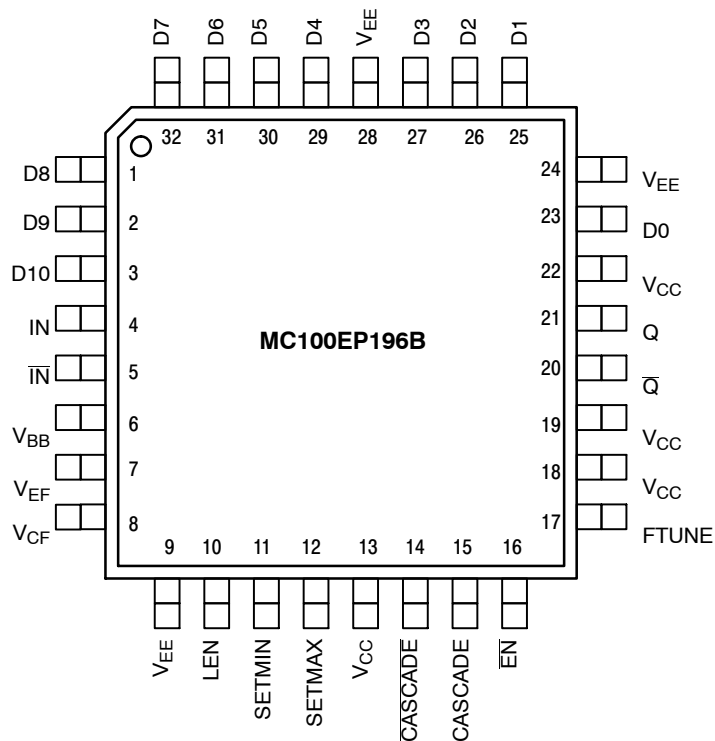 D7 D6 D5 D4 VEE D3 D2 D1
32 31 30 29 28 27 26 25
D8 1 24 VEE
D9 2 23 D0
D10 3 22 VCC
IN 4 21 Q
I̅N̅ 5 20 Q̅
MC100EP196B
VBB 6 19 VCC
VEF 7 18 VCC
VCF 8 17 FTUNE
9 10 11 12 13 14 15 16
VEE LEN SETMIN SETMAX VCC C̅A̅S̅C̅A̅D̅E̅ CASCADE E̅N̅